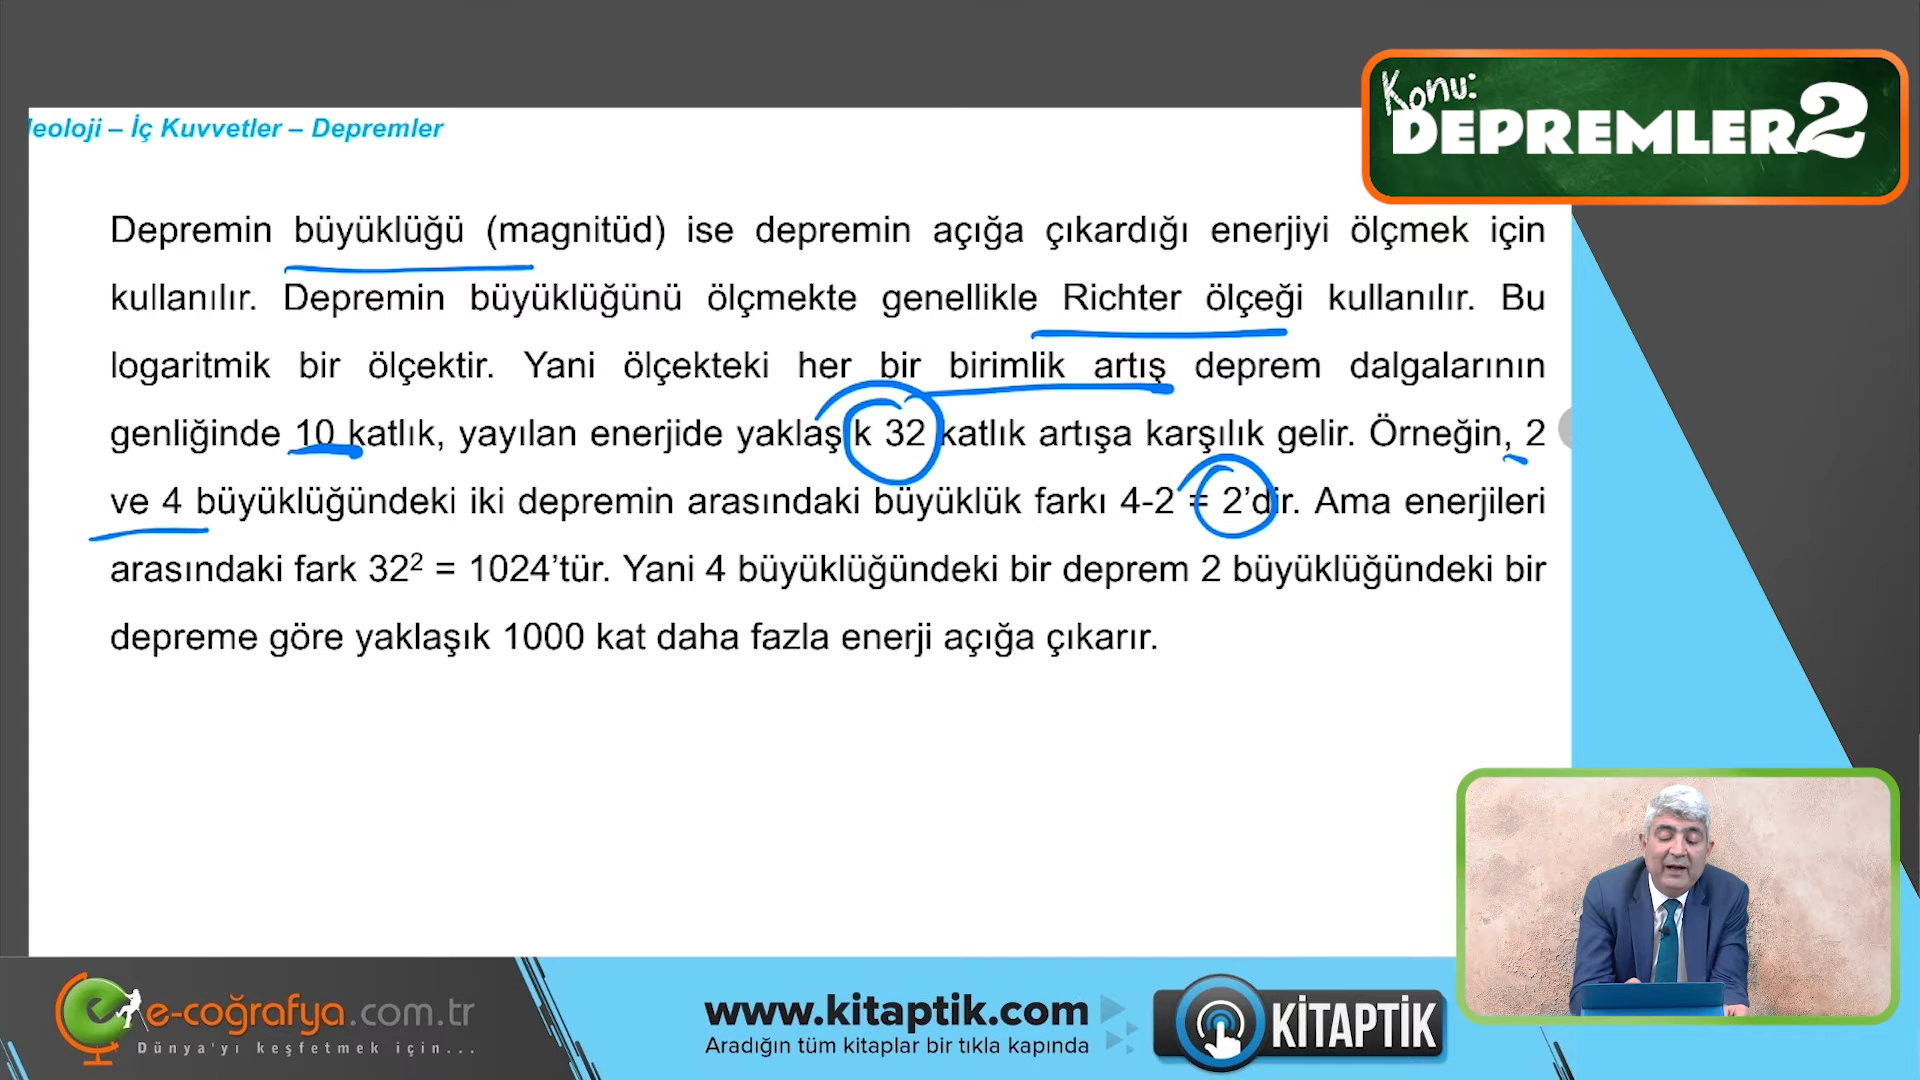 Konu:
DEPREMLER 2
– İç Kuvvetler – Depremler
Depremin büyüklüğü (magnitüd) ise depremin açığa çıkardığı enerjiyi ölçmek için
kullanılır. Depremin büyüklüğünü ölçmekte genellikle Richter ölçeği kullanılır. Bu
logaritmik bir ölçektir. Yani ölçekteki her bir birimlik artış deprem dalgalarının
genliğinde 10 katlık, yayılan enerjide yaklaşık 32 katlık artışa karşılık gelir. Örneğin, 2
ve 4 büyüklüğündeki iki depremin arasındaki büyüklük farkı 4-2 = 2’dir. Ama enerjileri
arasındaki fark 32² = 1024’tür. Yani 4 büyüklüğündeki bir deprem 2 büyüklüğündeki bir
depreme göre yaklaşık 1000 kat daha fazla enerji açığa çıkarır.
e-coğrafya.com.tr
Dünya'yı keşfetmek için...
www.kitaptik.com
Aradığın tüm kitaplar bir tıkla kapında
KİTAPTİK